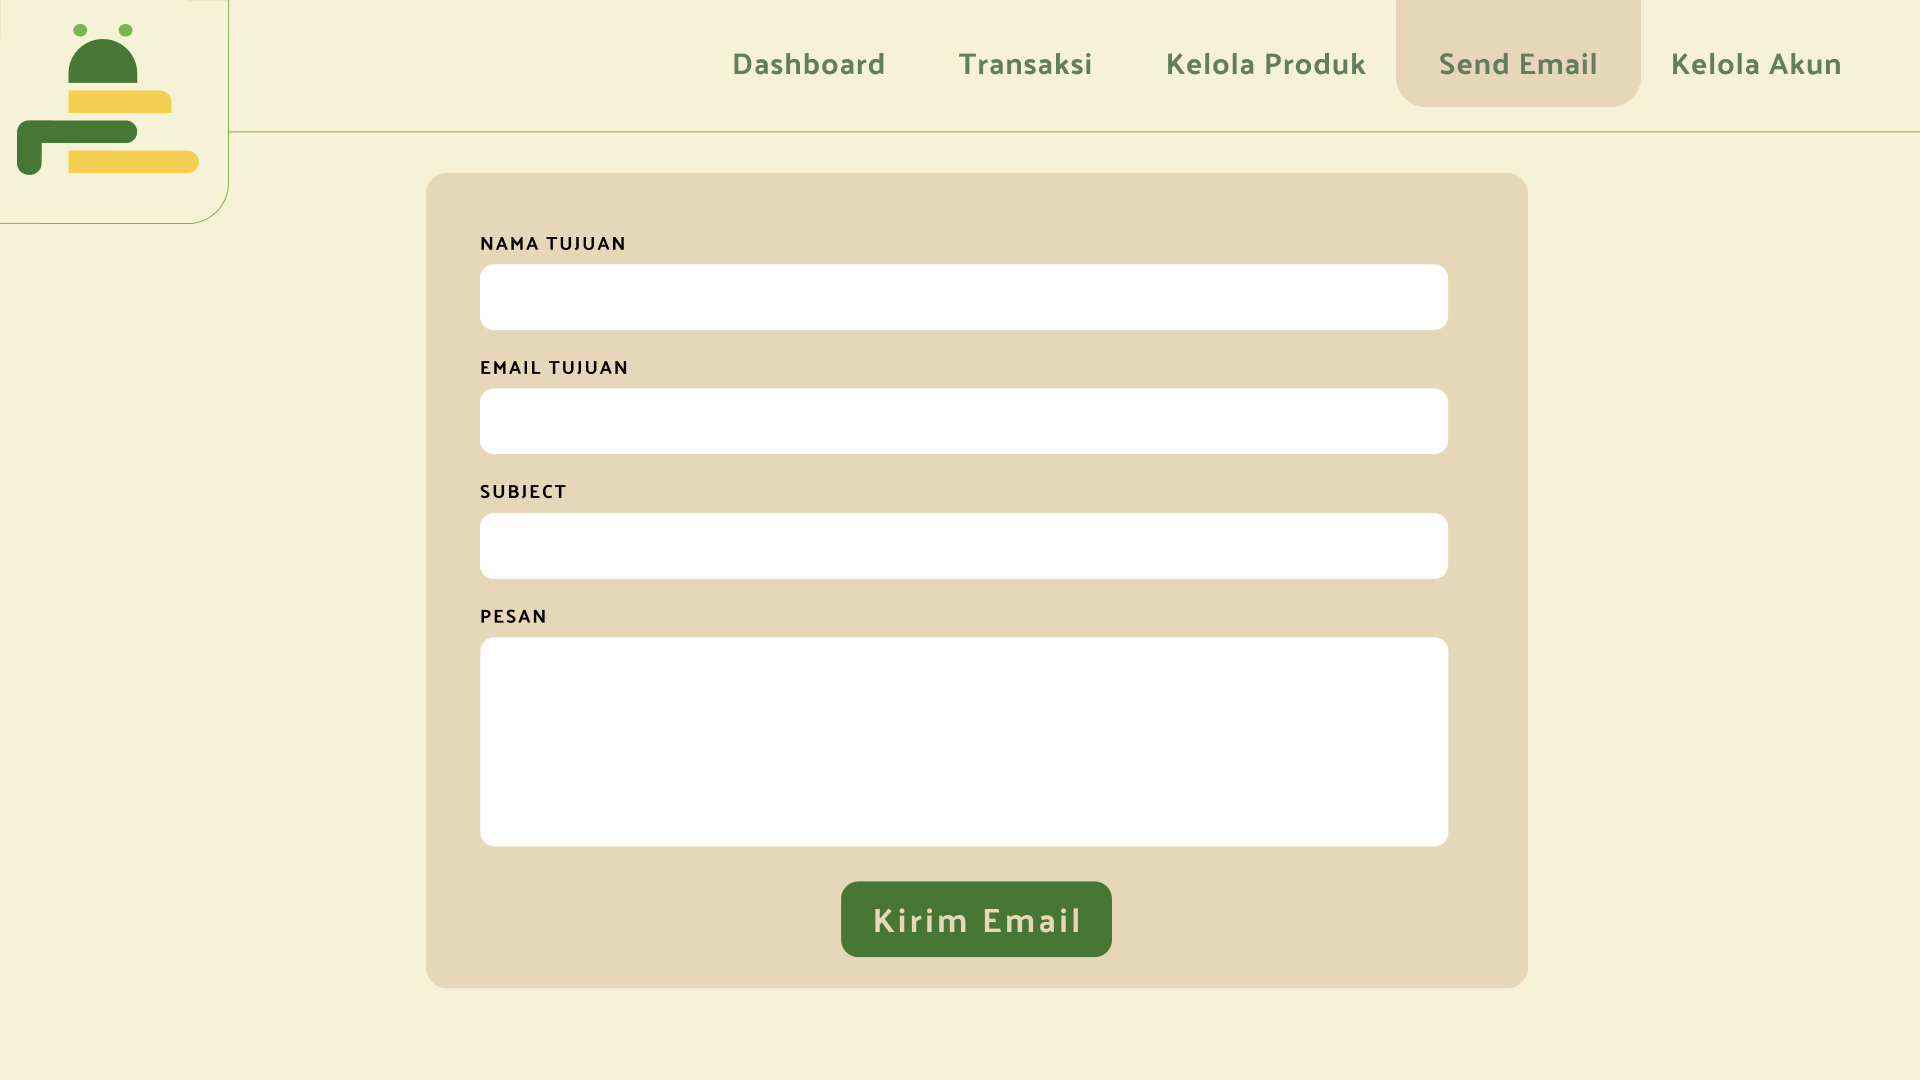 Dashboard Transaksi Kelola Produk Send Email Kelola Akun
NAMA TUJUAN
EMAIL TUJUAN
SUBJECT
PESAN
Kirim Email